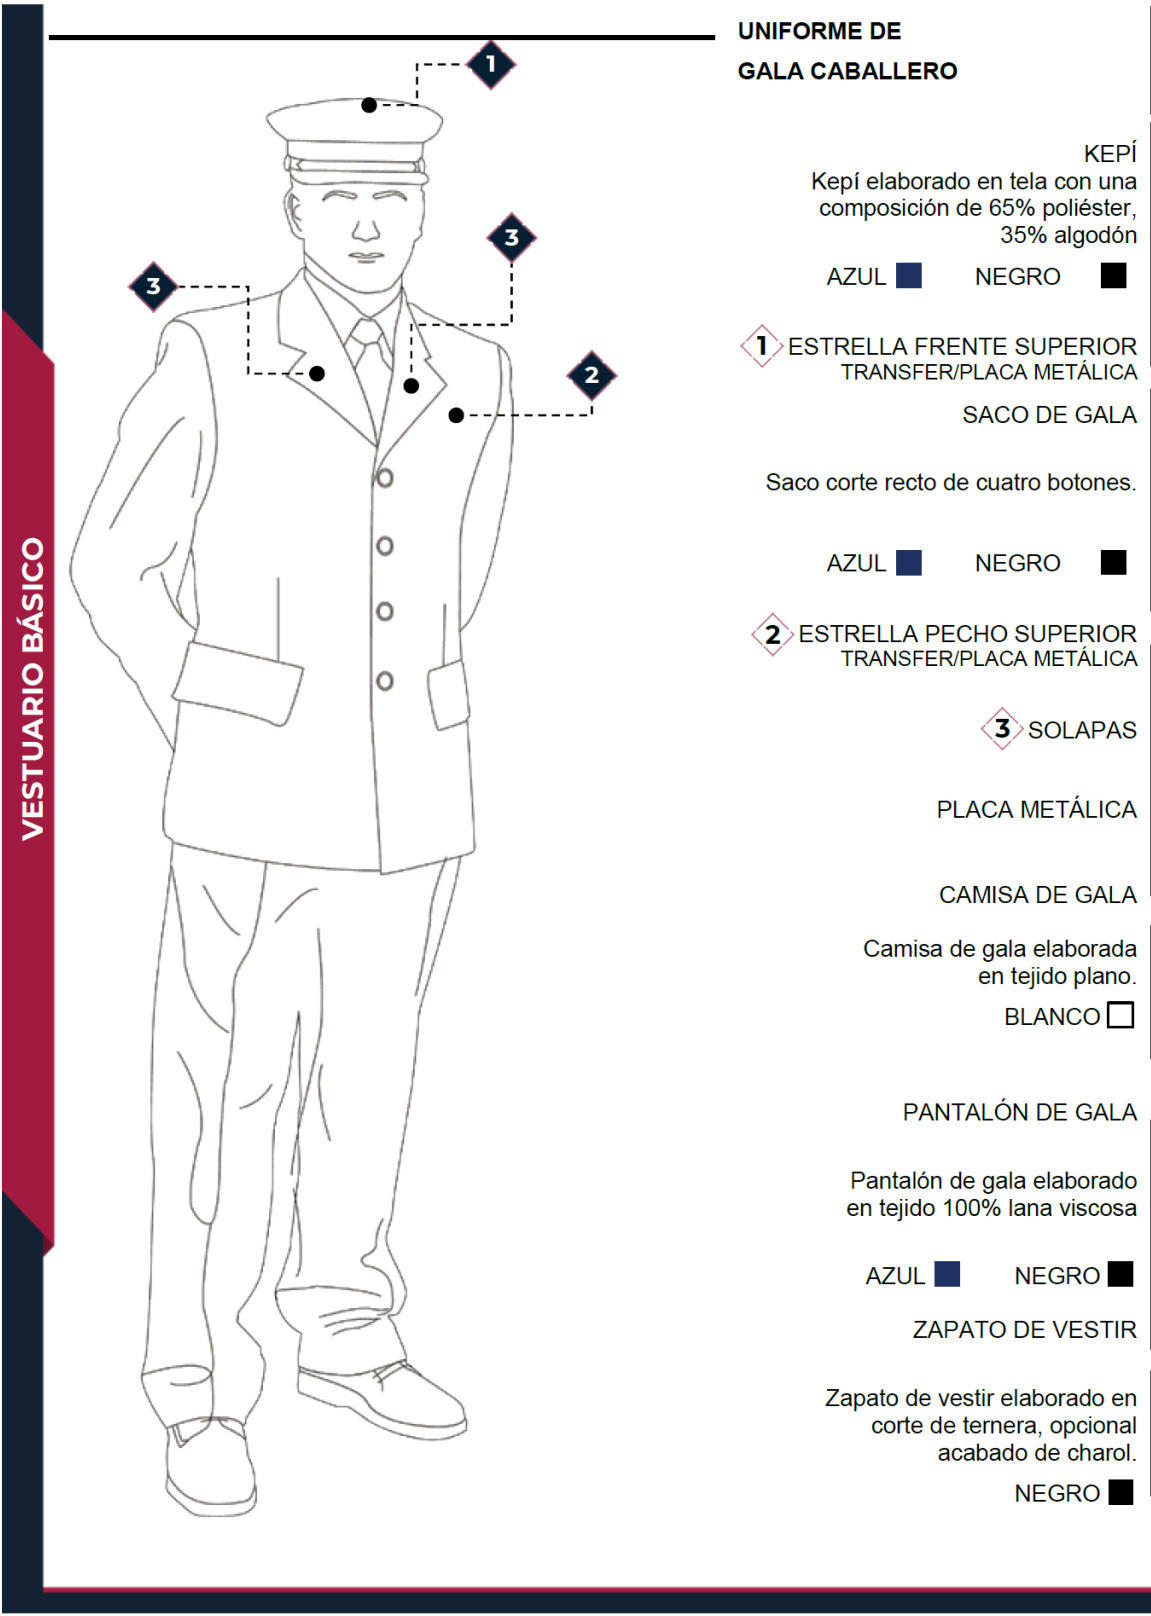 UNIFORME DE
GALA CABALLERO
1
3
3
2
VESTUARIO BÁSICO
KEPÍ
Kepí elaborado en tela con una
composición de 65% poliéster,
35% algodón
AZUL NEGRO
1 ESTRELLA FRENTE SUPERIOR
TRANSFER/PLACA METÁLICA
SACO DE GALA
Saco corte recto de cuatro botones.
AZUL NEGRO
2 ESTRELLA PECHO SUPERIOR
TRANSFER/PLACA METÁLICA
3 SOLAPAS
PLACA METÁLICA
CAMISA DE GALA
Camisa de gala elaborada
en tejido plano.
BLANCO
PANTALÓN DE GALA
Pantalón de gala elaborado
en tejido 100% lana viscosa
AZUL NEGRO
ZAPATO DE VESTIR
Zapato de vestir elaborado en
corte de ternera, opcional
acabado de charol.
NEGRO